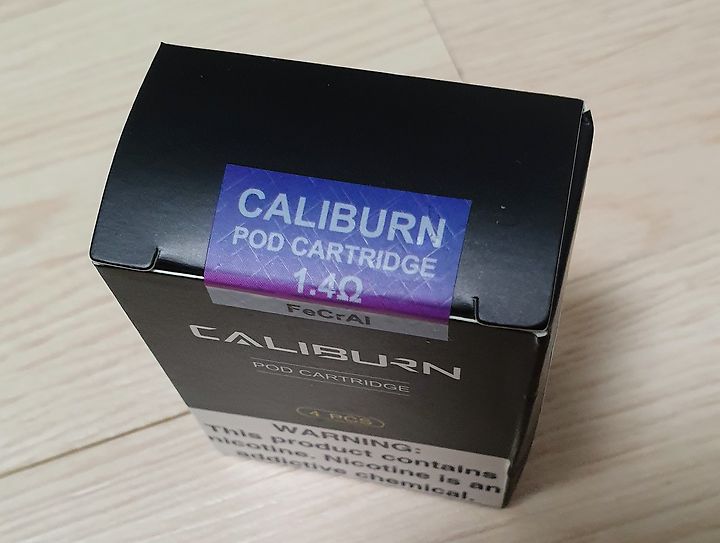 CALIBURN
POD CARTRIDGE
1.4Ω
FeCrAl
CALIBURN
POD CARTRIDGE
4 PCS
WARNING:
This product contains
nicotine. Nicotine is an
addictive chemical.